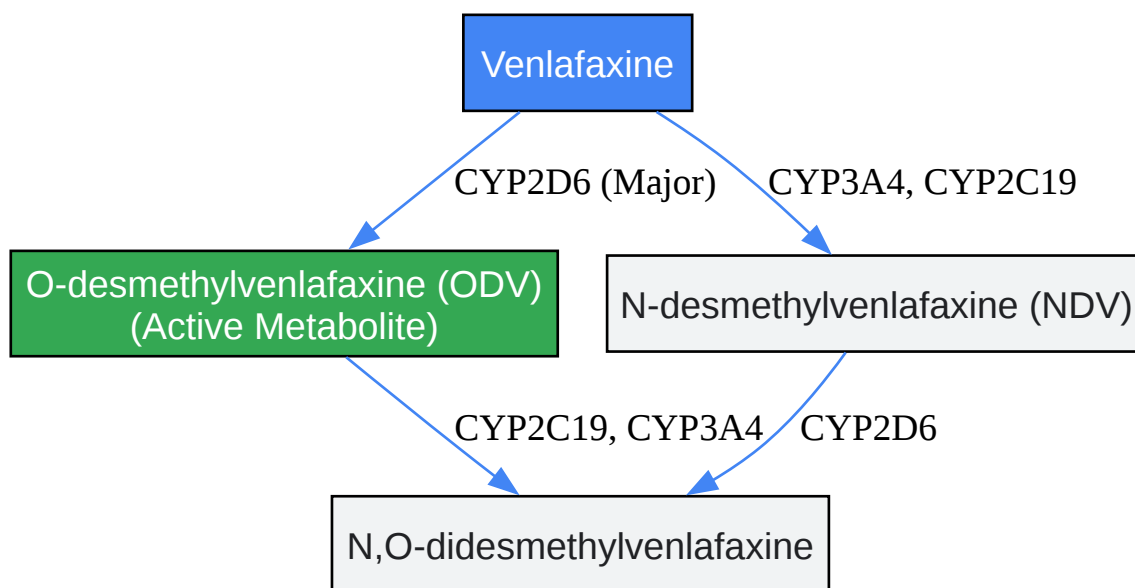 Venlafaxine
CYP2D6 (Major)
CYP3A4, CYP2C19
O-desmethylvenlafaxine (ODV)
(Active Metabolite)
N-desmethylvenlafaxine (NDV)
CYP2C19, CYP3A4
CYP2D6
N,O-didesmethylvenlafaxine